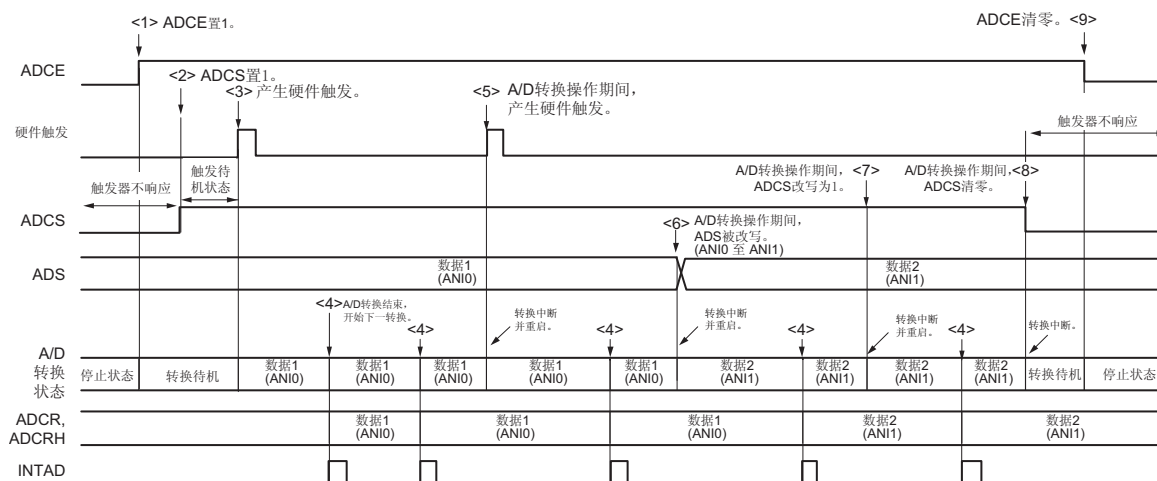 <1> ADCE置1。
ADCE清零。 <9>
ADCE
<2> ADCS置1。
<3> 产生硬件触发。
<5> A/D转换操作期间，
产生硬件触发。
硬件触发
触发器不响应
触发待
机状态
触发器不响应
A/D转换操作期间， <7>
ADCS改写为1。
A/D转换操作期间， <8>
ADCS清零。
ADCS
<6> A/D转换操作期间，
ADS被改写。
(ANI0 至 ANI1)
ADS
数据1
(ANI0)
数据2
(ANI1)
<4> A/D转换结束，
开始下一转换。
<4>
转换中断
并重启。
<4>
转换中断
并重启。
<4>
转换中断
并重启。
<4>
转换中断。
A/D
转换
状态
停止状态
转换待机
数据1
(ANI0)
数据1
(ANI0)
数据1
(ANI0)
数据1
(ANI0)
数据1
(ANI0)
数据2
(ANI1)
数据2
(ANI1)
数据2
(ANI1)
数据2
(ANI1)
转换待机
停止状态
ADCR,
ADCRH
数据1
(ANI0)
数据1
(ANI0)
数据1
(ANI0)
数据2
(ANI1)
数据2
(ANI1)
INTAD